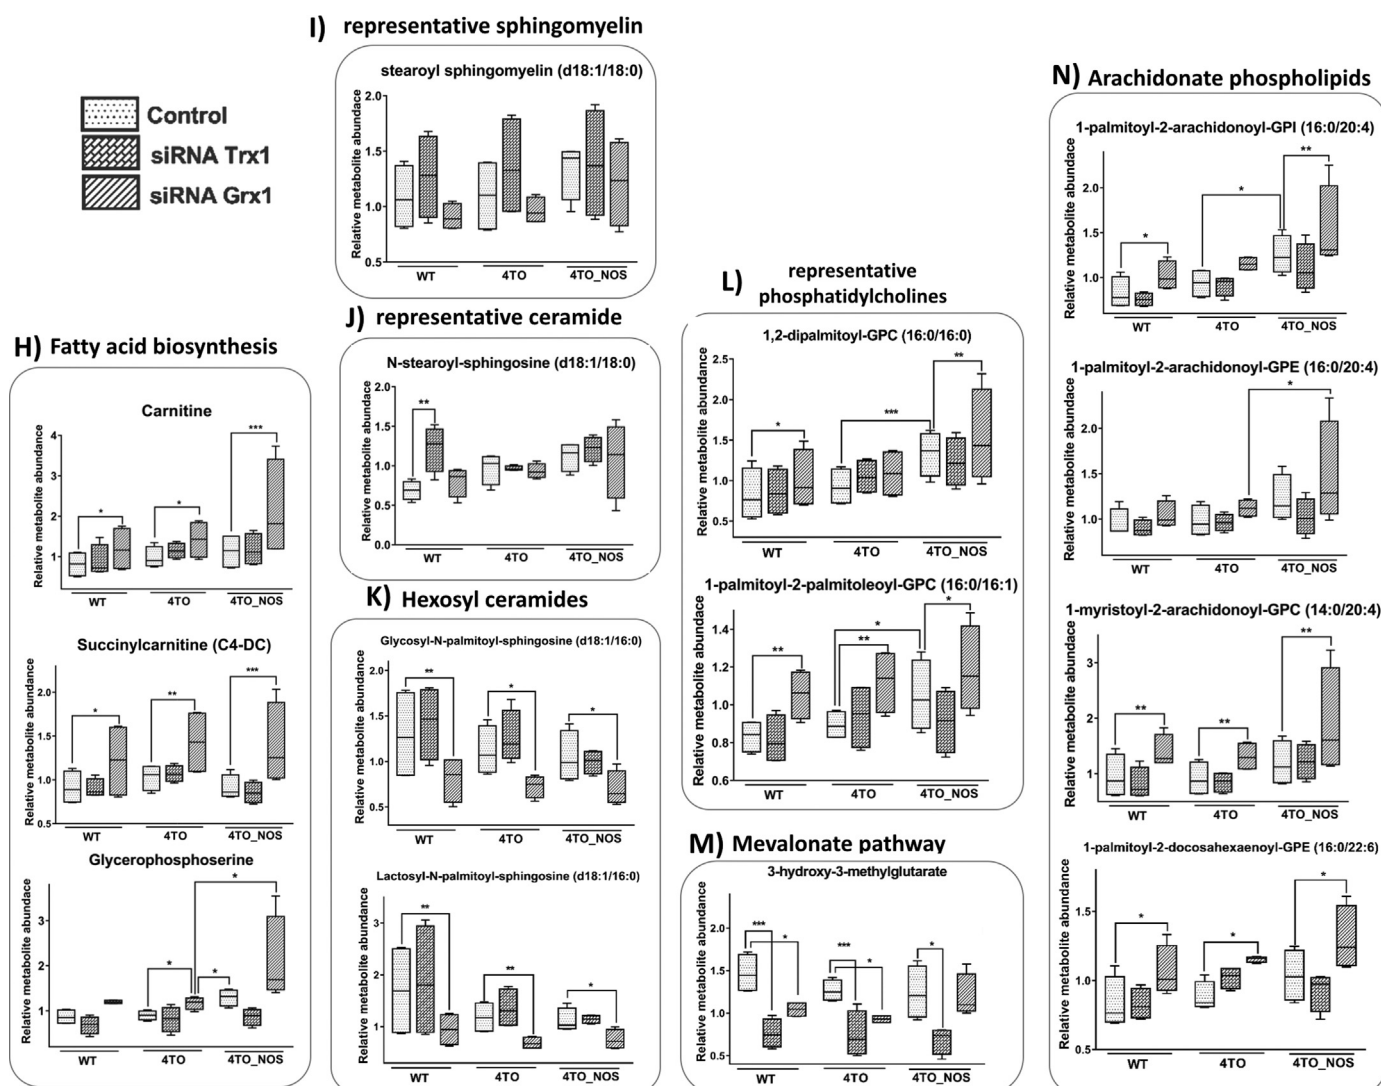 Control
siRNA Trx1
siRNA Grx1
H) Fatty acid biosynthesis
Carnitine
Relative metabolite abundance
4
3
2
1
*
*
***
WT
4TO
4TO_NOS
Succinylcarnitine (C4-DC)
Relative metabolite abundance
2.0
1.5
1.0
0.5
*
**
***
WT
4TO
4TO_NOS
Glycerophosphoserine
Relative metabolite abundance
3
2
1
*
*
*
WT
4TO
4TO_NOS
I) representative sphingomyelin
stearoyl sphingomyelin (d18:1/18:0)
Relative metabolite abundace
2.0
1.5
1.0
0.5
WT
4TO
4TO_NOS
J) representative ceramide
N-stearoyl-sphingosine (d18:1/18:0)
Relative metabolite abundance
2.0
1.5
1.0
0.5
0.0
**
WT
4TO
4TO_NOS
K) Hexosyl ceramides
Glycosyl-N-palmitoyl-sphingosine (d18:1/16:0)
Relative metabolite abundance
2.0
1.5
1.0
0.5
**
*
*
WT
4TO
4TO_NOS
Lactosyl-N-palmitoyl-sphingosine (d18:1/16:0)
Relative metabolite abundance
3
2
1
**
**
*
WT
4TO
4TO_NOS
L) representative
phosphatidylcholines
1,2-dipalmitoyl-GPC (16:0/16:0)
Relative metabolite abundance
2.5
2.0
1.5
1.0
0.5
*
***
**
WT
4TO
4TO_NOS
1-palmitoyl-2-palmitoleoyl-GPC (16:0/16:1)
Relative metabolite abundance
1.4
1.2
1.0
0.8
0.6
**
*
**
*
WT
4TO
4TO_NOS
M) Mevalonate pathway
3-hydroxy-3-methylglutarate
Relative metabolite abundance
2.0
1.5
1.0
0.5
***
*
***
*
*
WT
4TO
4TO_NOS
N) Arachidonate phospholipids
1-palmitoyl-2-arachidonoyl-GPI (16:0/20:4)
Relative metabolite abundance
2.0
1.5
1.0
*
*
**
WT
4TO
4TO_NOS
1-palmitoyl-2-arachidonoyl-GPE (16:0/20:4)
Relative metabolite abundance
2.0
1.5
1.0
*
WT
4TO
4TO_NOS
1-myristoyl-2-arachidonoyl-GPC (14:0/20:4)
Relative metabolite abundance
3
2
1
**
**
**
WT
4TO
4TO_NOS
1-palmitoyl-2-docosahexaenoyl-GPE (16:0/22:6)
Relative metabolite abundance
1.5
1.0
0.5
*
*
*
WT
4TO
4TO_NOS